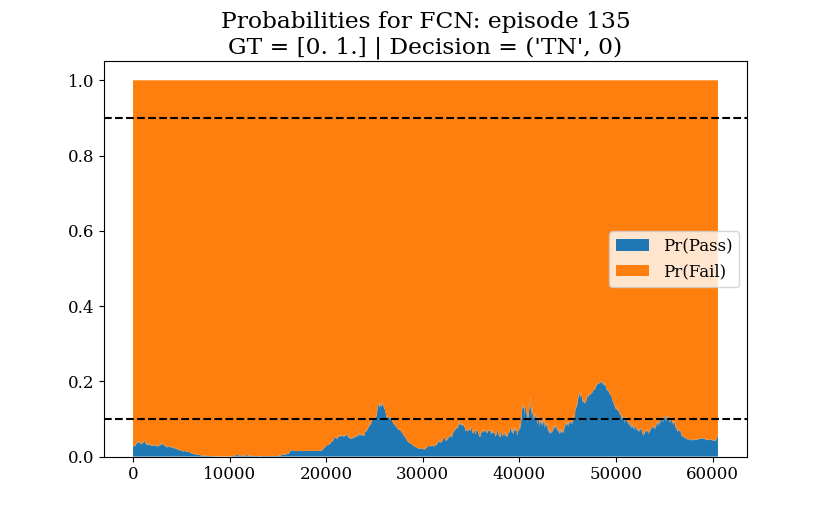 Probabilities for FCN: episode 135
GT = [0. 1.] | Decision = ('TN', 0)
1.0
0.8
0.6
0.4
0.2
0.0
Pr(Pass)
Pr(Fail)
0 10000 20000 30000 40000 50000 60000